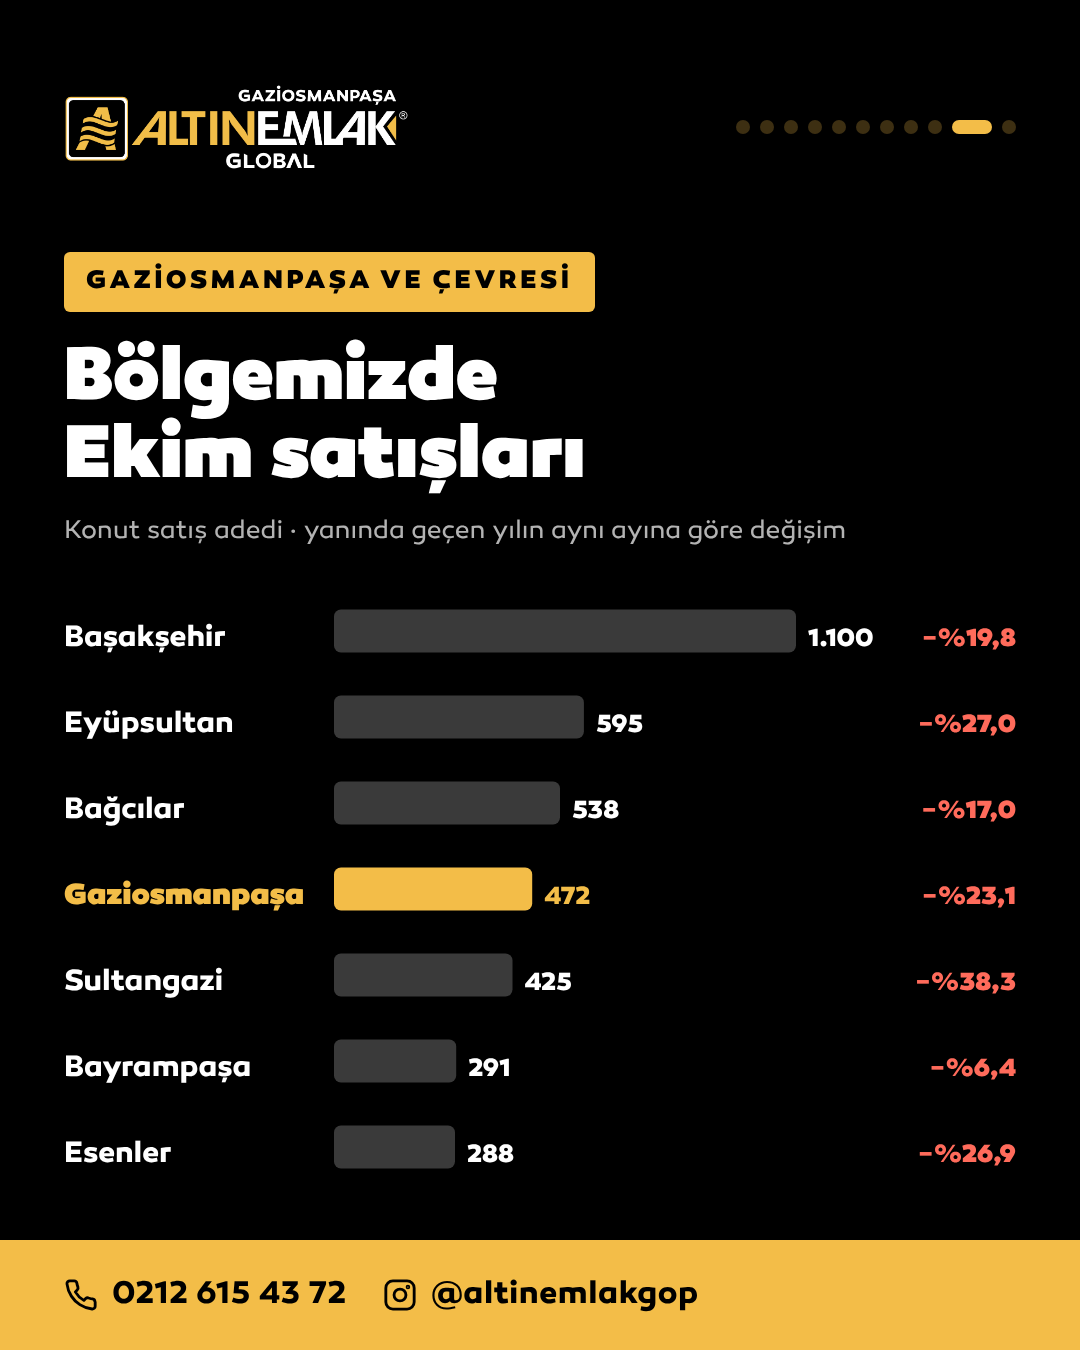 GAZİOSMANPAŞA
ALTINEMLAK®
GLOBAL
GAZİOSMANPAŞA VE ÇEVRESİ
Bölgemizde
Ekim satışları
Konut satış adedi · yanında geçen yılın aynı ayına göre değişim
Başakşehir 1.100 -%19,8
Eyüpsultan 595 -%27,0
Bağcılar 538 -%17,0
Gaziosmanpaşa 472 -%23,1
Sultangazi 425 -%38,3
Bayrampaşa 291 -%6,4
Esenler 288 -%26,9
0212 615 43 72 @altinemlakgop